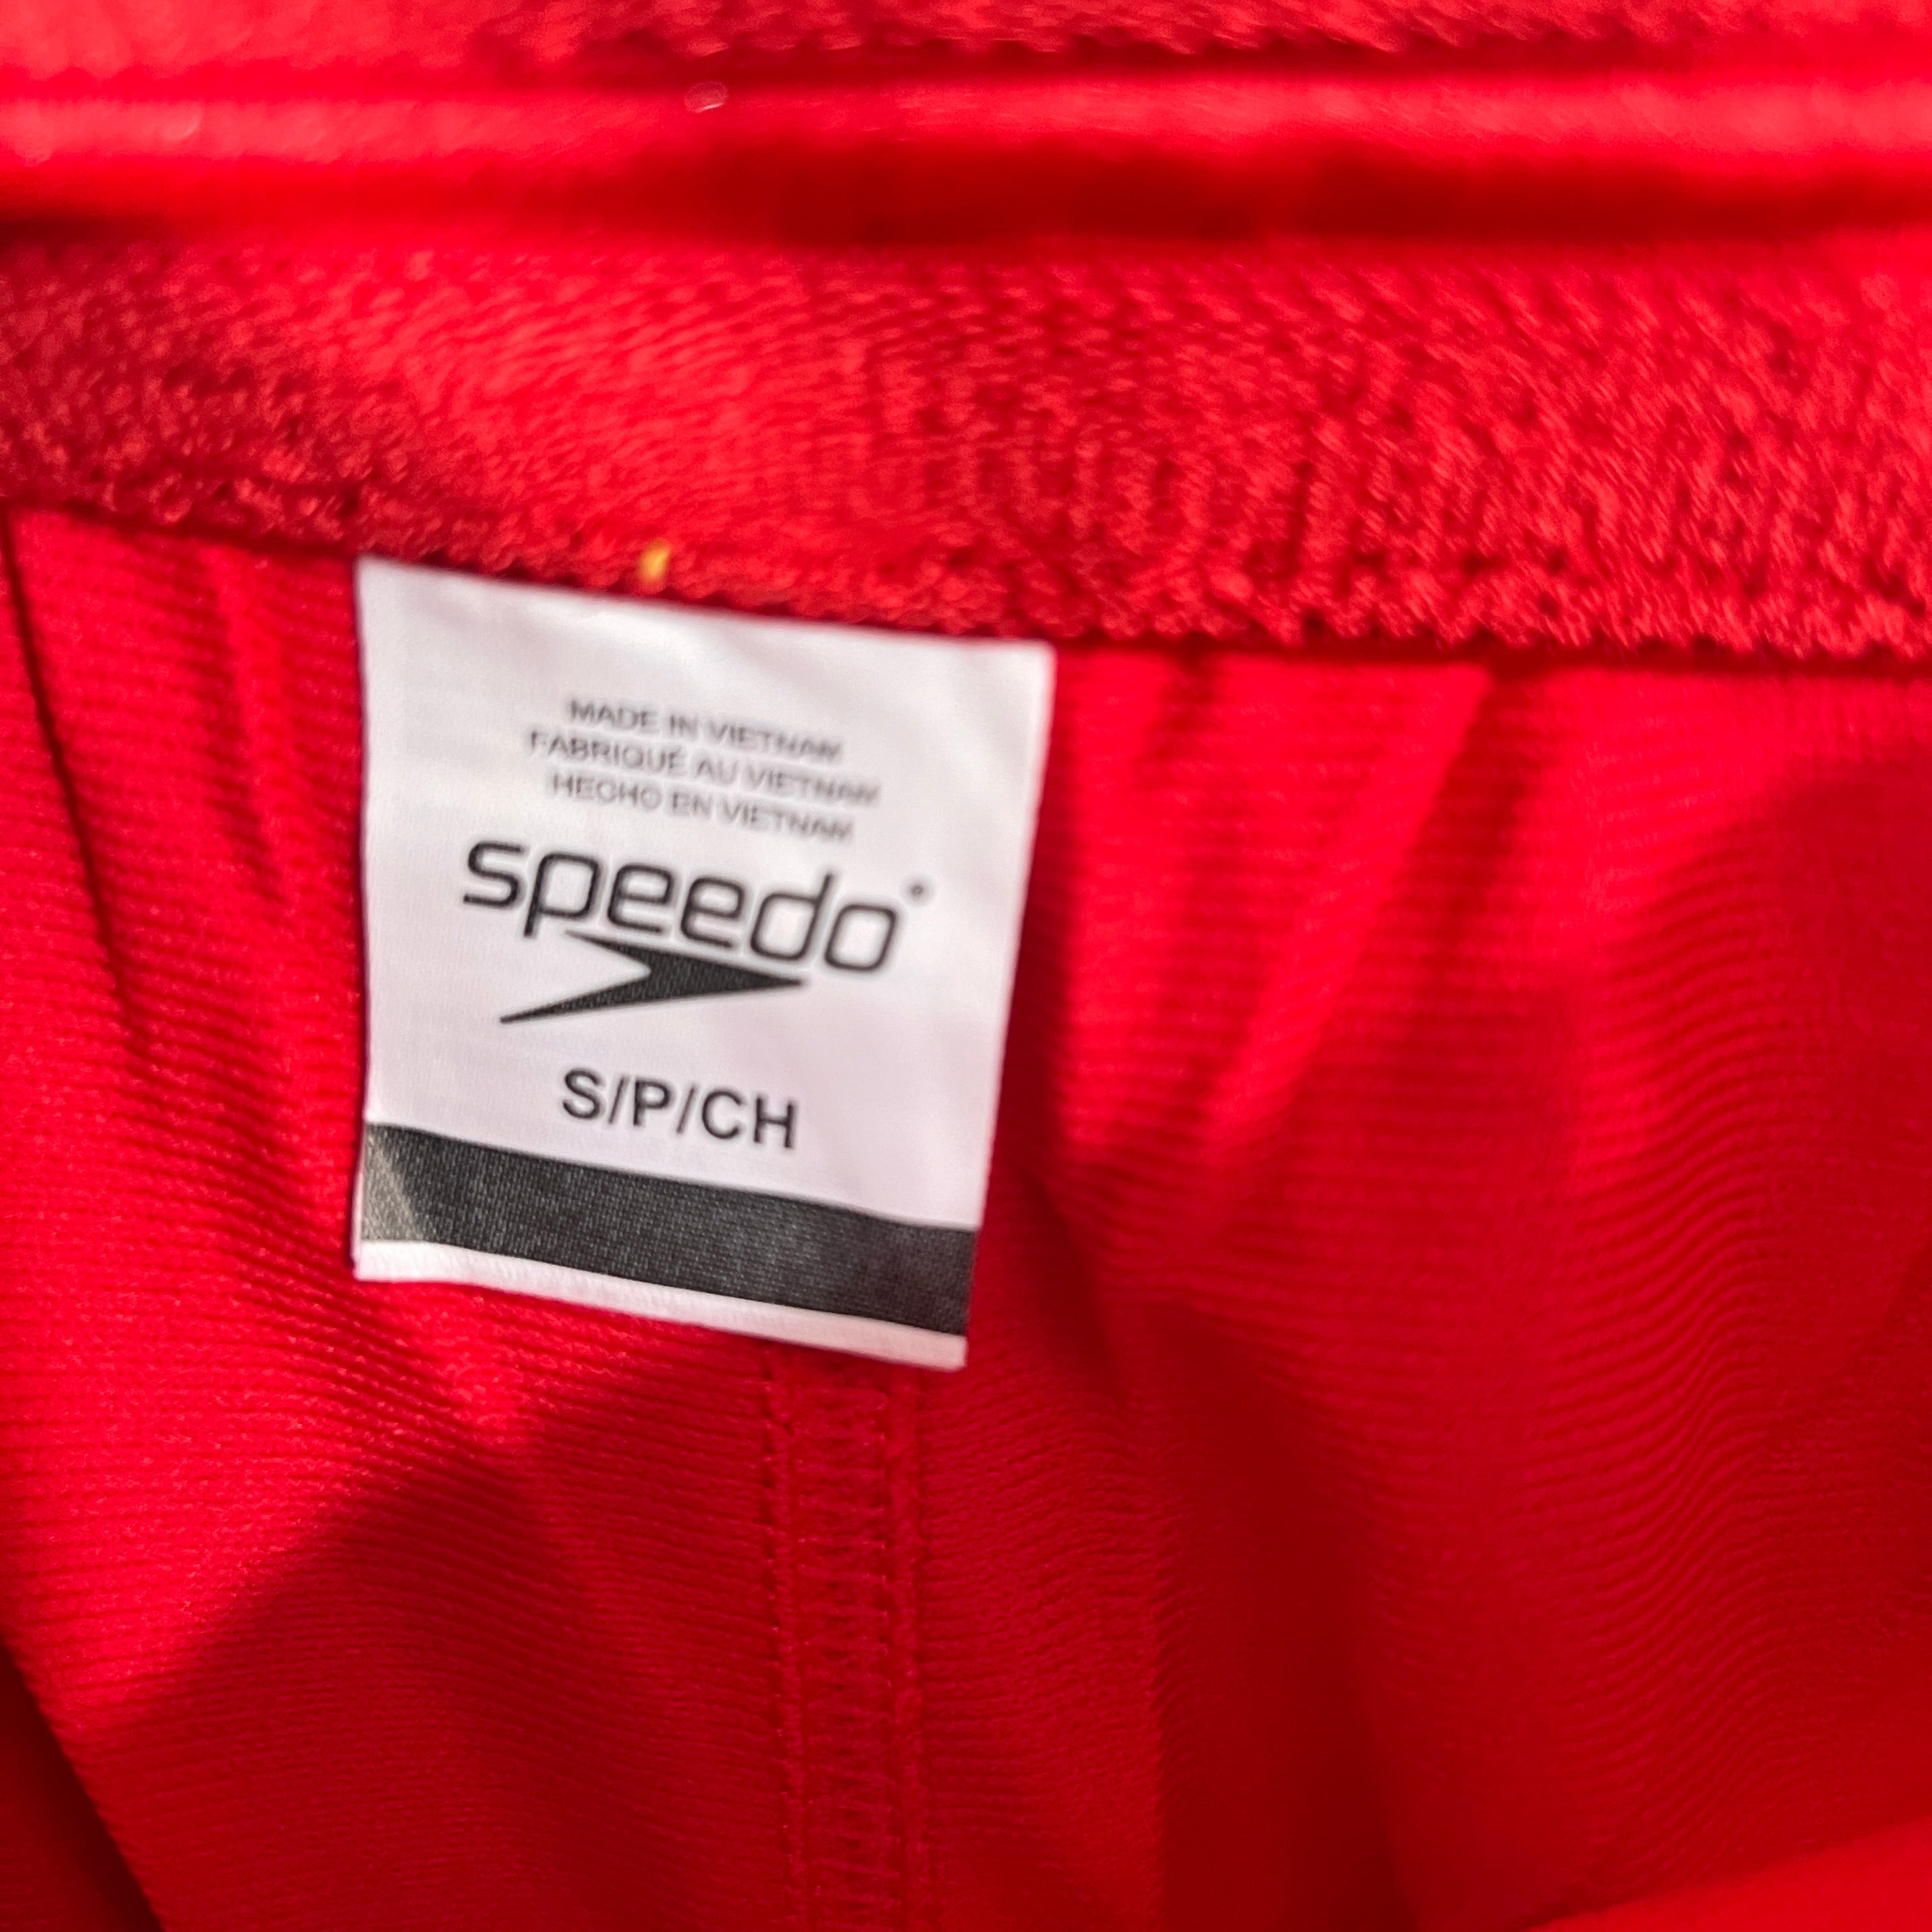 MADE IN VIETNAM
FABRIQUÉ AU VIETNAM
HECHO EN VIETNAM
speedo
S/P/CH